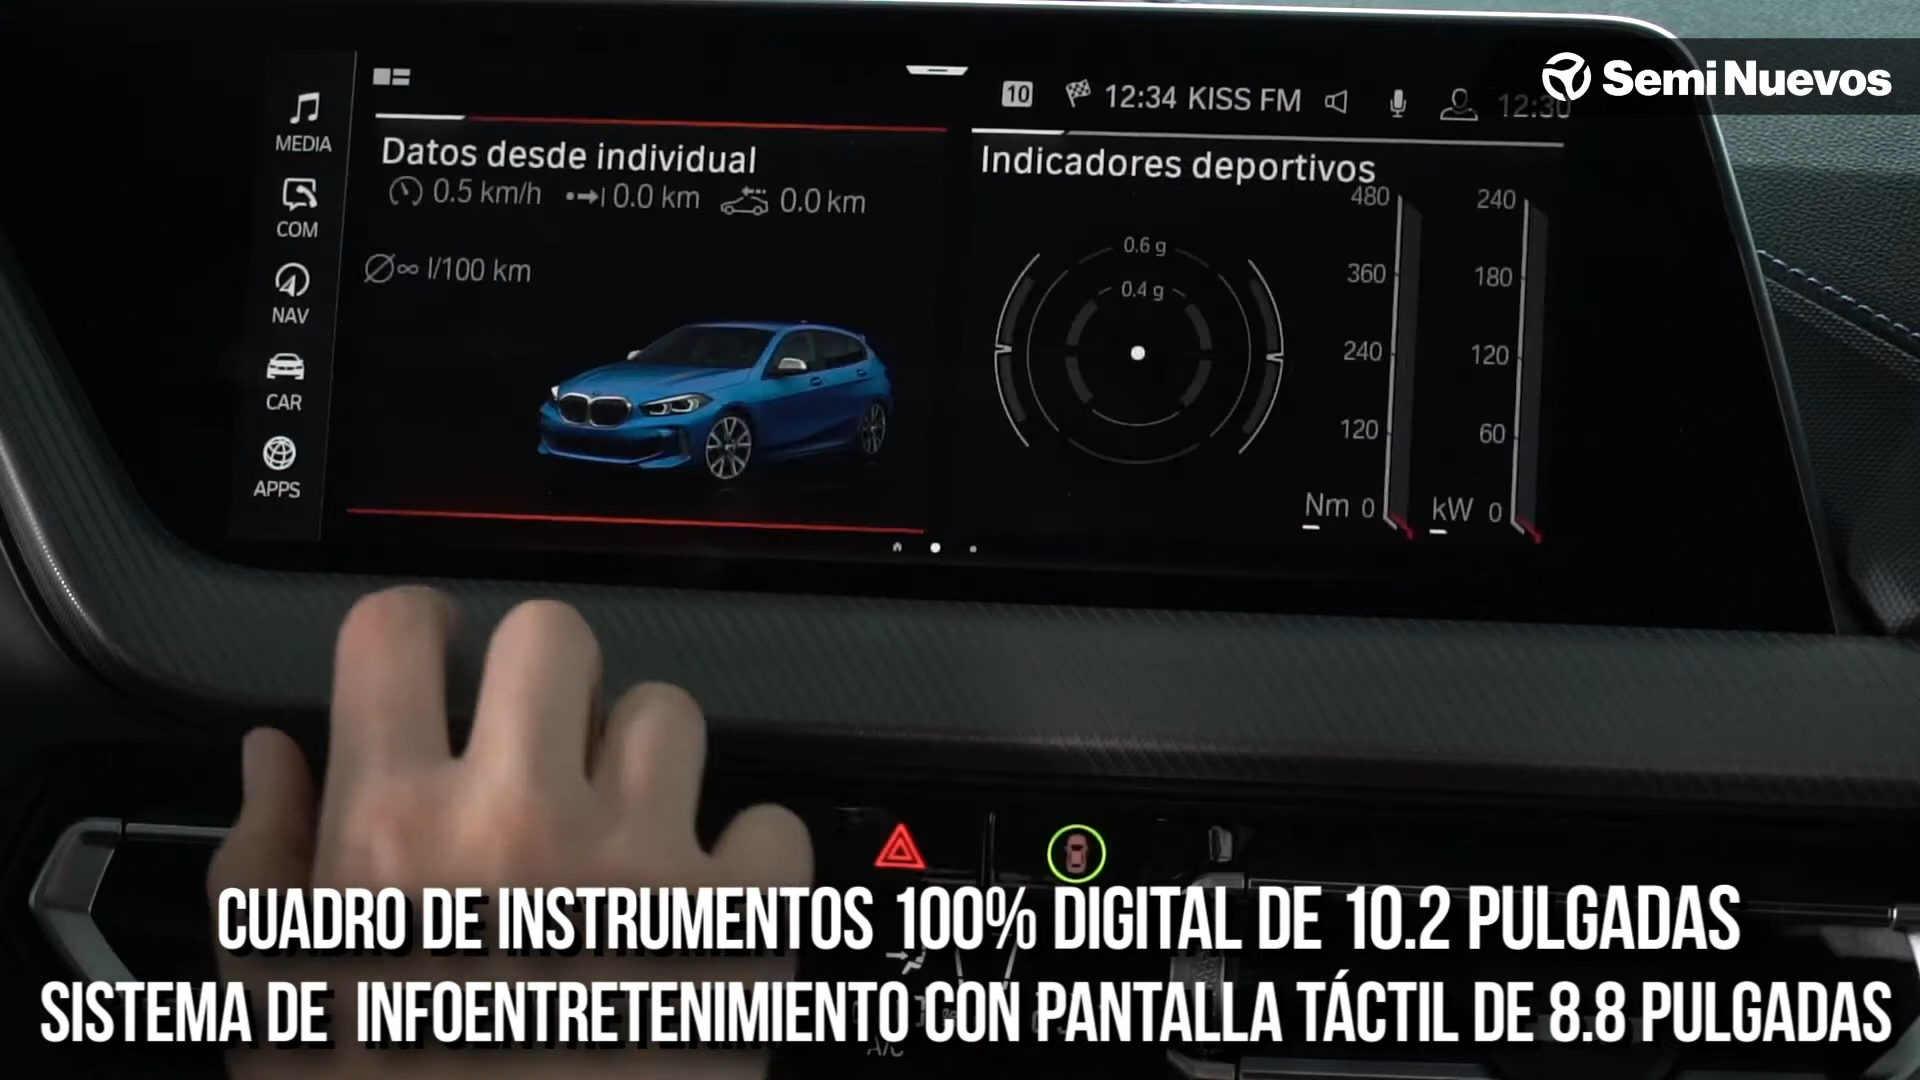 SemiNuevos
10 12:34 KISS FM 12:30
MEDIA
COM
NAV
CAR
APPS
Datos desde individual
0.5 km/h 0.0 km 0.0 km
∞ l/100 km
Indicadores deportivos
0.6 g
0.4 g
480
360
240
120
Nm 0
240
180
120
60
kW 0
CUADRO DE INSTRUMENTOS 100% DIGITAL DE 10.2 PULGADAS
SISTEMA DE INFOENTRETENIMIENTO CON PANTALLA TÁCTIL DE 8.8 PULGADAS
A/C